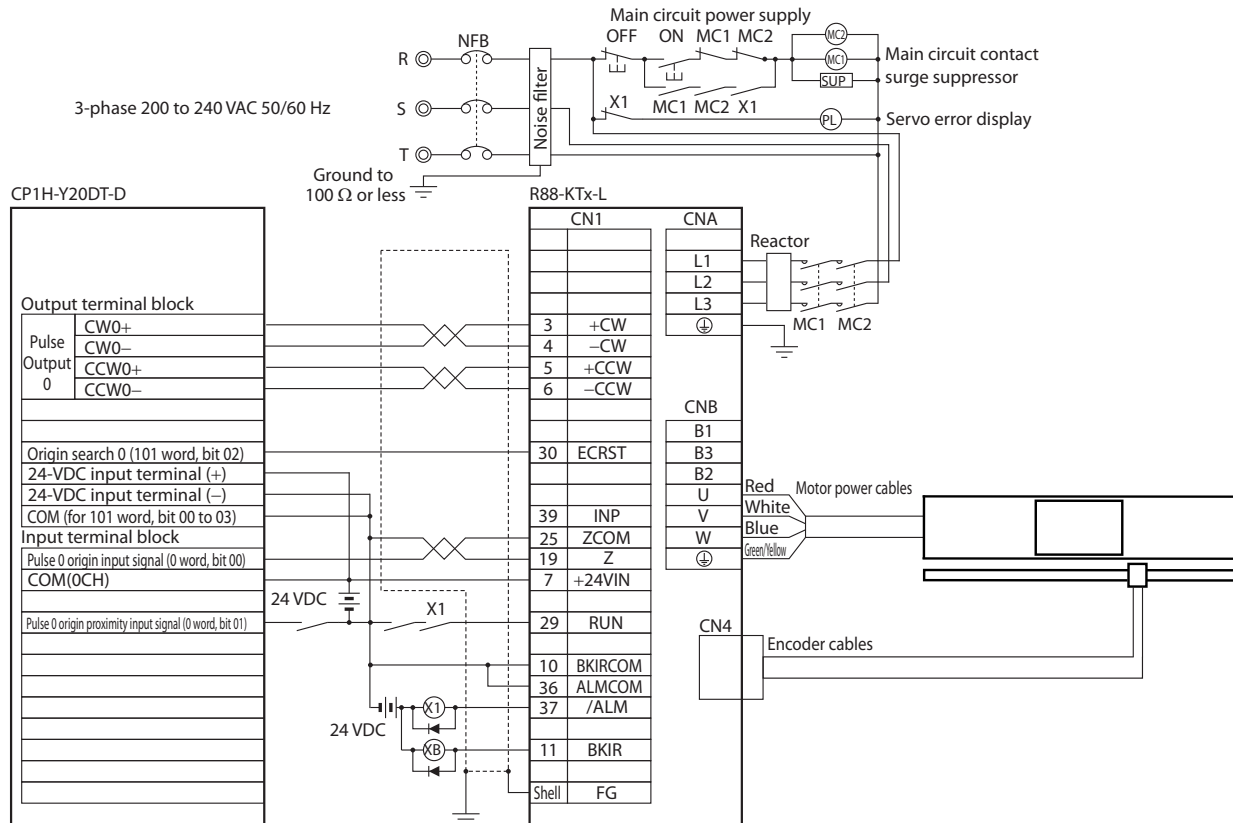 Main circuit power supply
OFF ON MC1 MC2
MC2
NFB
R
MC1
Main circuit contact
surge suppressor
SUP
Noise filter
3-phase 200 to 240 VAC 50/60 Hz
S
X1
MC1 MC2 X1
PL
Servo error display
T
Ground to
100 Ω or less
CP1H-Y20DT-D
R88-KTx-L
CN1
CNA
Reactor
L1
L2
L3
MC1 MC2
Output terminal block
Pulse
Output
0
CW0+
CW0−
CCW0+
CCW0−
3 +CW
4 −CW
5 +CCW
6 −CCW
CNB
B1
B3
B2
U
V
W
Red
White
Blue
Green/Yellow
Motor power cables
Origin search 0 (101 word, bit 02)
30 ECRST
24-VDC input terminal (+)
24-VDC input terminal (−)
COM (for 101 word, bit 00 to 03)
39 INP
Input terminal block
25 ZCOM
Pulse 0 origin input signal (0 word, bit 00)
19 Z
COM(0CH)
7 +24VIN
24 VDC
X1
Pulse 0 origin proximity input signal (0 word, bit 01)
29 RUN
CN4
Encoder cables
10 BKIRCOM
36 ALMCOM
X1
37 /ALM
24 VDC
XB
11 BKIR
Shell FG